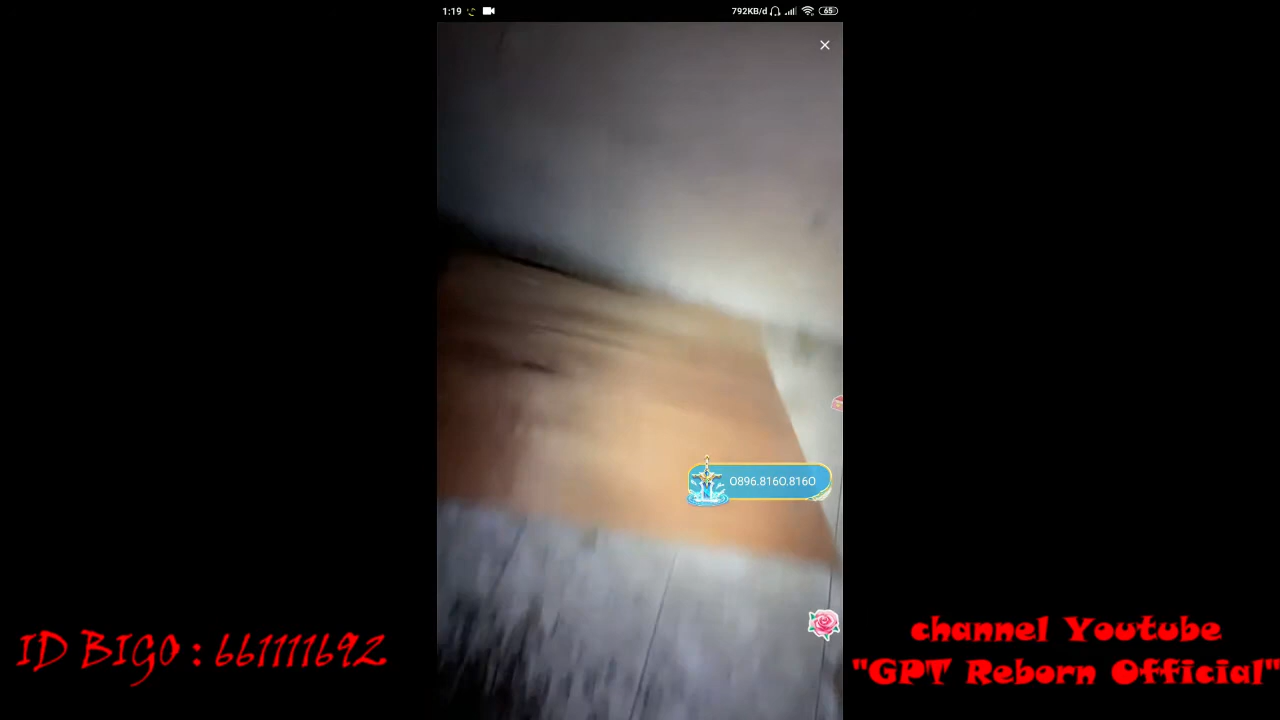 1:19
792KB/d
65
0896.8160.8160
ID BIGO : 661111692
channel Youtube
"GPT Reborn Official"